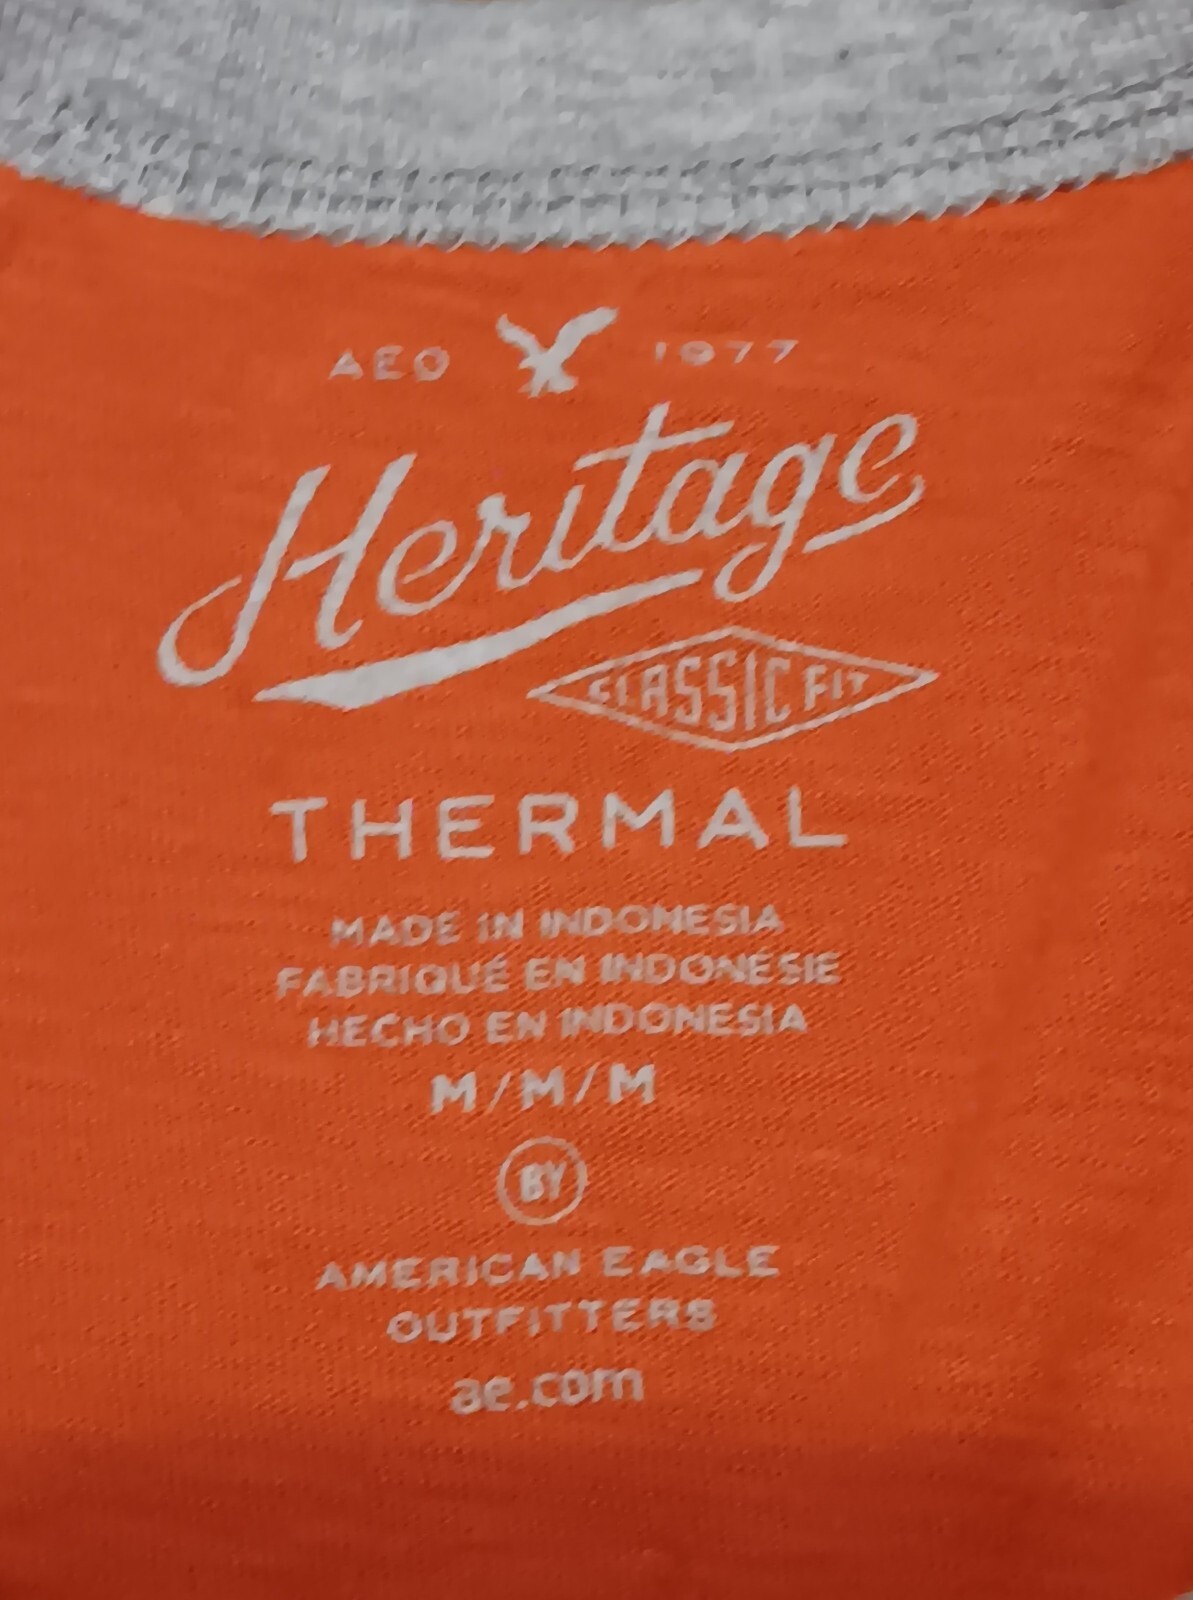 AEO 1977
Heritage
CLASSIC FIT
THERMAL
MADE IN INDONESIA
FABRIQUÉ EN INDONÉSIE
HECHO EN INDONESIA
M/M/M
BY
AMERICAN EAGLE
OUTFITTERS
ae.com